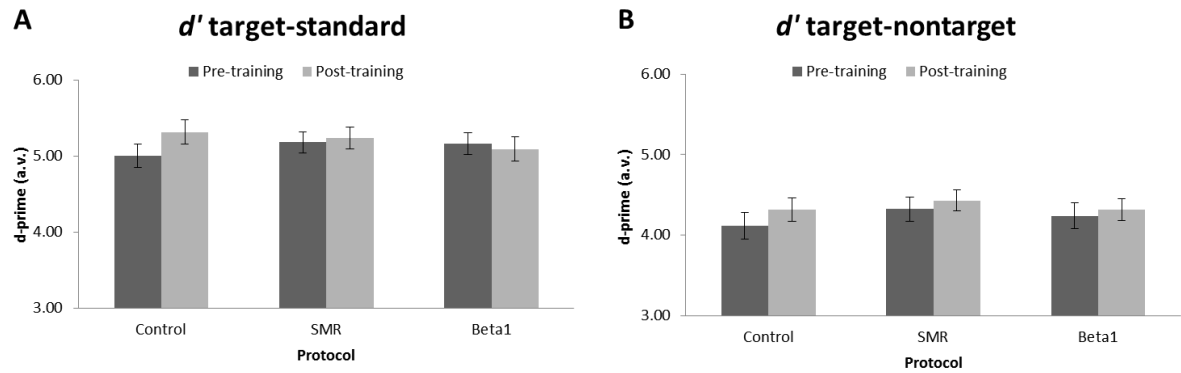 A
d' target-standard
Pre-training Post-training
6.00
5.00
4.00
3.00
d-prime (a.v.)
Control SMR Beta1
Protocol
B
d' target-nontarget
Pre-training Post-training
6.00
5.00
4.00
3.00
d-prime (a.v.)
Control SMR Beta1
Protocol